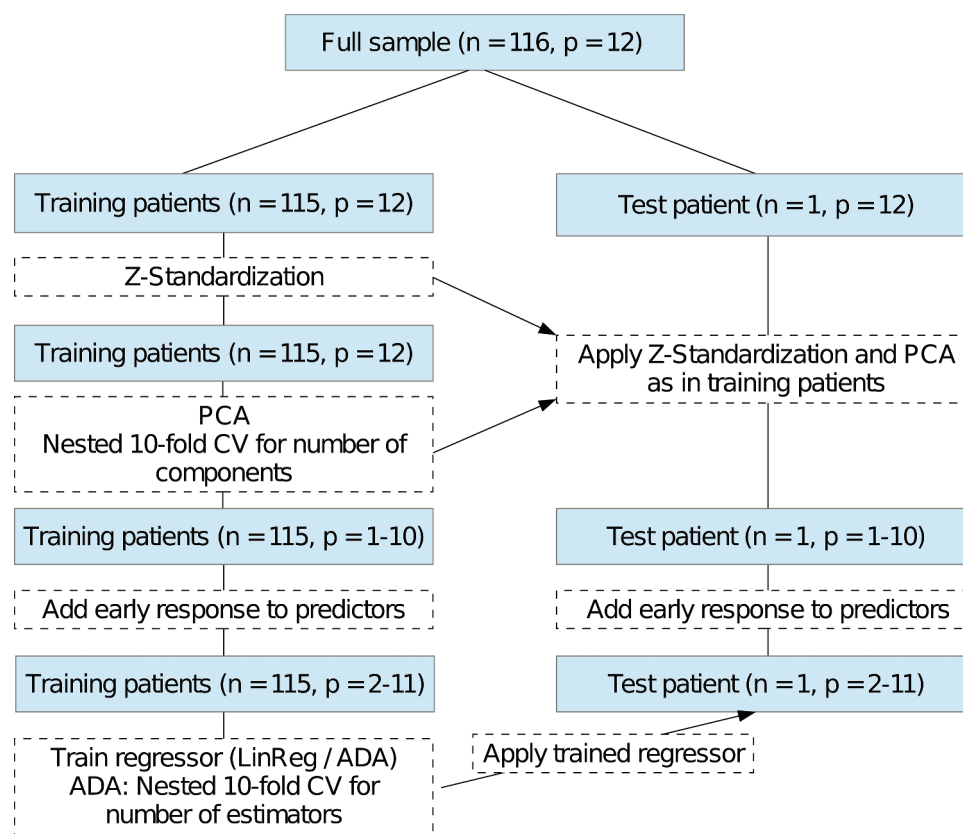 Full sample (n = 116, p = 12)
Training patients (n = 115, p = 12)
Test patient (n = 1, p = 12)
Z-Standardization
Training patients (n = 115, p = 12)
Apply Z-Standardization and PCA
as in training patients
PCA
Nested 10-fold CV for number of
components
Training patients (n = 115, p = 1-10)
Test patient (n = 1, p = 1-10)
Add early response to predictors
Add early response to predictors
Training patients (n = 115, p = 2-11)
Test patient (n = 1, p = 2-11)
Train regressor (LinReg / ADA)
ADA: Nested 10-fold CV for
number of estimators
Apply trained regressor